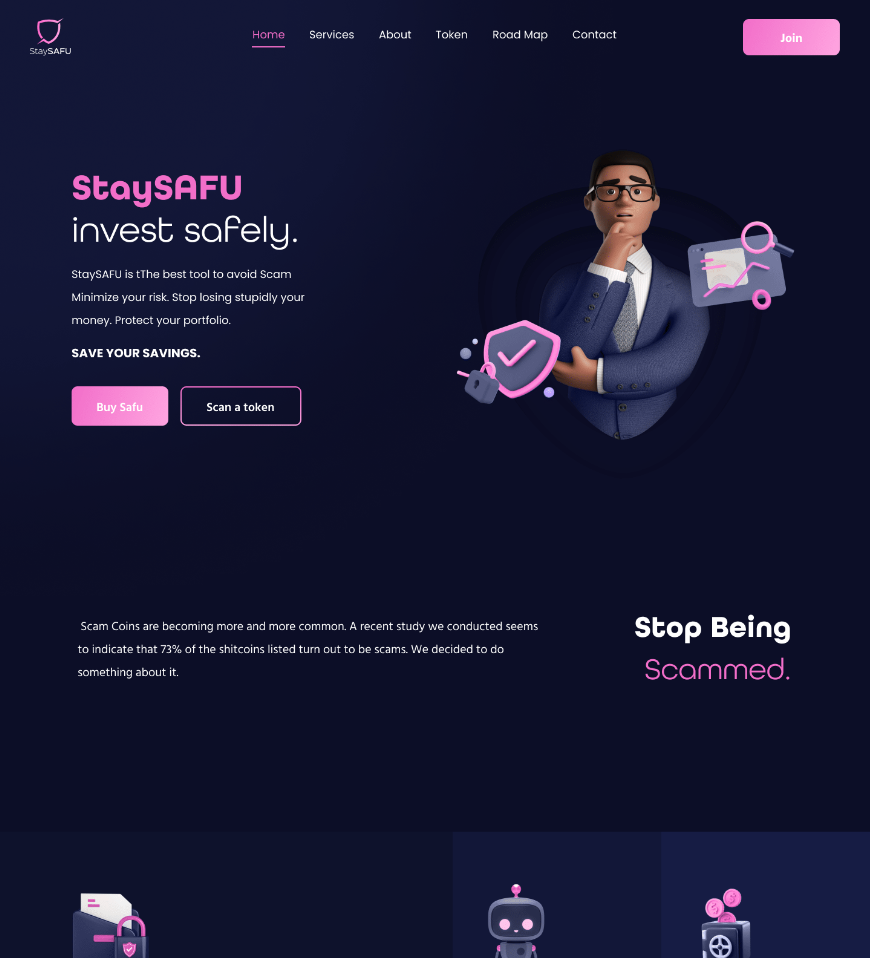 StaySAFU
Home
Services
About
Token
Road Map
Contact
Join
StaySAFU
invest safely.
StaySAFU is tThe best tool to avoid Scam
Minimize your risk. Stop losing stupidly your
money. Protect your portfolio.
SAVE YOUR SAVINGS.
Buy Safu
Scan a token
Scam Coins are becoming more and more common. A recent study we conducted seems
to indicate that 73% of the shitcoins listed turn out to be scams. We decided to do
something about it.
Stop Being
Scammed.